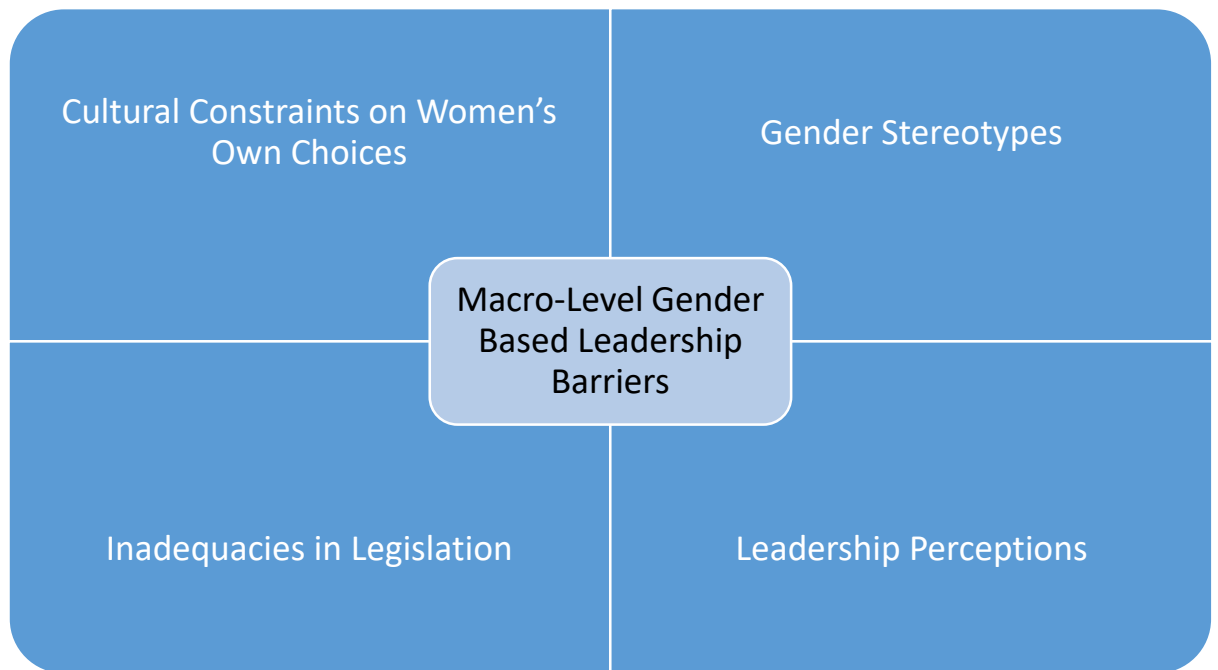 Cultural Constraints on Women’s
Own Choices
Gender Stereotypes
Macro-Level Gender
Based Leadership
Barriers
Inadequacies in Legislation
Leadership Perceptions